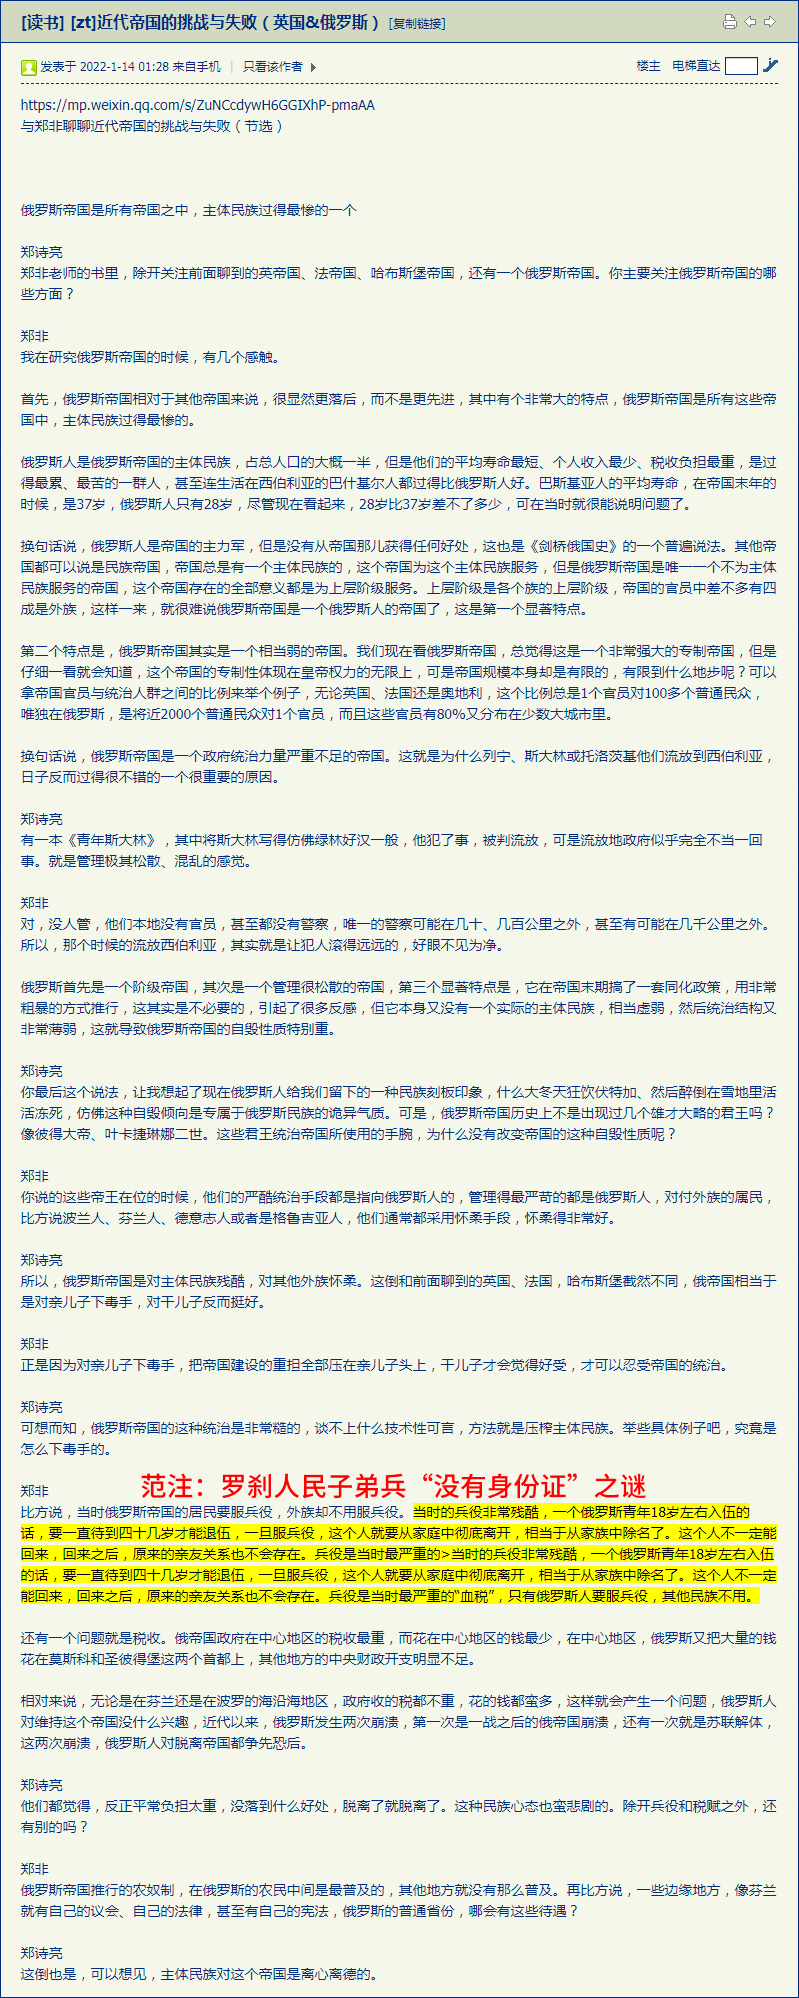 [读书] [zt]近代帝国的挑战与失败（英国&俄罗斯） [复制链接]
发表于 2022-1-14 01:28 来自手机 | 只看该作者
楼主 电梯直达
https://mp.weixin.qq.com/s/ZuNCcdywH6GGIXhP-pmaAA
与郑非聊聊近代帝国的挑战与失败（节选）
俄罗斯帝国是所有帝国之中，主体民族过得最惨的一个
郑诗亮
郑非老师的书里，除开关注前面聊到的英帝国、法帝国、哈布斯堡帝国，还有一个俄罗斯帝国。你主要关注俄罗斯帝国的哪
些方面？
郑非
我在研究俄罗斯帝国的时候，有几个感触。
首先，俄罗斯帝国相对于其他帝国来说，很显然更落后，而不是更先进，其中有个非常大的特点，俄罗斯帝国是所有这些帝
国中，主体民族过得最惨的。
俄罗斯人是俄罗斯帝国的主体民族，占总人口的大概一半，但是他们的平均寿命最短、个人收入最少、税收负担最重，是过
得最累、最苦的一群人，甚至连生活在西伯利亚的巴什基尔人都过得比俄罗斯人好。巴斯基亚人的平均寿命，在帝国末年的
时候，是37岁，俄罗斯人只有28岁，尽管现在看起来，28岁比37岁差不了多少，可在当时就很能说明问题了。
换句话说，俄罗斯人是帝国的主力军，但是没有从帝国那儿获得任何好处，这也是《剑桥俄国史》的一个普遍说法。其他帝
国都可以说是民族帝国，帝国总是有一个主体民族的，这个帝国为这个主体民族服务，但是俄罗斯帝国是唯一一个不为主体
民族服务的帝国，这个帝国存在的全部意义都是为上层阶级服务。上层阶级是各个族的上层阶级，帝国的官员中差不多有四
成是外族，这样一来，就很难说俄罗斯帝国是一个俄罗斯人的帝国了，这是第一个显著特点。
第二个特点是，俄罗斯帝国其实是一个相当弱的帝国。我们现在看俄罗斯帝国，总觉得这是一个非常强大的专制帝国，但是
仔细一看就会知道，这个帝国的专制性体现在皇帝权力的无限上，可是帝国规模本身却是有限的，有限到什么地步呢？可以
拿帝国官员与统治人群之间的比例来举个例子，无论英国、法国还是奥地利，这个比例总是1个官员对100多个普通民众，
唯独在俄罗斯，是将近2000个普通民众对1个官员，而且这些官员有80%又分布在少数大城市里。
换句话说，俄罗斯帝国是一个政府统治力量严重不足的帝国。这就是为什么列宁、斯大林或托洛茨基他们流放到西伯利亚，
日子反而过得很不错的一个很重要的原因。
郑诗亮
有一本《青年斯大林》，其中将斯大林写得仿佛绿林好汉一般，他犯了事，被判流放，可是流放地政府似乎完全不当一回
事。就是管理极其松散、混乱的感觉。
郑非
对，没人管，他们本地没有官员，甚至都没有警察，唯一的警察可能在几十、几百公里之外，甚至有可能在几千公里之外。
所以，那个时候的流放西伯利亚，其实就是让犯人滚得远远的，好眼不见为净。
俄罗斯首先是一个阶级帝国，其次是一个管理很松散的帝国，第三个显著特点是，它在帝国末期搞了一套同化政策，用非常
粗暴的方式推行，这其实是不必要的，引起了很多反感，但它本身又没有一个实际的主体民族，相当虚弱，然后统治结构又
非常薄弱，这就导致俄罗斯帝国的自毁性质特别重。
郑诗亮
你最后这个说法，让我想起了现在俄罗斯人给我们留下的一种民族刻板印象，什么大冬天狂饮伏特加、然后醉倒在雪地里活
活冻死，仿佛这种自毁倾向是专属于俄罗斯民族的诡异气质。可是，俄罗斯帝国历史上不是出现过几个雄才大略的君王吗？
像彼得大帝、叶卡捷琳娜二世。这些君王统治帝国所使用的手腕，为什么没有改变帝国的这种自毁性质呢？
郑非
你说的这些帝王在位的时候，他们的严酷统治手段都是指向俄罗斯人的，管理得最严苛的都是俄罗斯人，对付外族的属民，
比方说波兰人、芬兰人、德意志人或者是格鲁吉亚人，他们通常都采用怀柔手段，怀柔得非常好。
郑诗亮
所以，俄罗斯帝国是对主体民族残酷，对其他外族怀柔。这倒和前面聊到的英国、法国，哈布斯堡截然不同，俄帝国相当于
是对亲儿子下毒手，对干儿子反而挺好。
郑非
正是因为对亲儿子下毒手，把帝国建设的重担全部压在亲儿子头上，干儿子才会觉得好受，才可以忍受帝国的统治。
郑诗亮
可想而知，俄罗斯帝国的这种统治是非常糙的，谈不上什么技术性可言，方法就是压榨主体民族。举些具体例子吧，究竟是
怎么下毒手的。
范注：罗刹人民子弟兵“没有身份证”之谜
郑非
比方说，当时俄罗斯帝国的居民要服兵役，外族却不用服兵役。当时的兵役非常残酷，一个俄罗斯青年18岁左右入伍的
话，要一直待到四十几岁才能退伍，一旦服兵役，这个人就要从家庭中彻底离开，相当于从家族中除名了。这个人不一定能
回来，回来之后，原来的亲友关系也不会存在。兵役是当时最严重的>当时的兵役非常残酷，一个俄罗斯青年18岁左右入伍
的话，要一直待到四十几岁才能退伍，一旦服兵役，这个人就要从家庭中彻底离开，相当于从家族中除名了。这个人不一定
能回来，回来之后，原来的亲友关系也不会存在。兵役是当时最严重的“血税”，只有俄罗斯人要服兵役，其他民族不用。
还有一个问题就是税收。俄帝国政府在中心地区的税收最重，而花在中心地区的钱最少，在中心地区，俄罗斯又把大量的钱
花在莫斯科和圣彼得堡这两个首都上，其他地方的中央财政开支明显不足。
相对来说，无论是在芬兰还是在波罗的海沿海地区，政府收的税都不重，花的钱都蛮多，这样就会产生一个问题，俄罗斯人
对维持这个帝国没什么兴趣，近代以来，俄罗斯发生两次崩溃，第一次是一战之后的俄帝国崩溃，还有一次就是苏联解体，
这两次崩溃，俄罗斯人对脱离帝国都争先恐后。
郑诗亮
他们都觉得，反正平常负担太重，没落到什么好处，脱离了就脱离了。这种民族心态也蛮悲剧的。除开兵役和税赋之外，还
有别的吗？
郑非
俄罗斯帝国推行的农奴制，在俄罗斯的农民中间是最普及的，其他地方就没有那么普及。再比方说，一些边缘地方，像芬兰
就有自己的议会、自己的法律，甚至有自己的宪法，俄罗斯的普通省份，哪会有这些待遇？
郑诗亮
这倒也是，可以想见，主体民族对这个帝国是离心离德的。